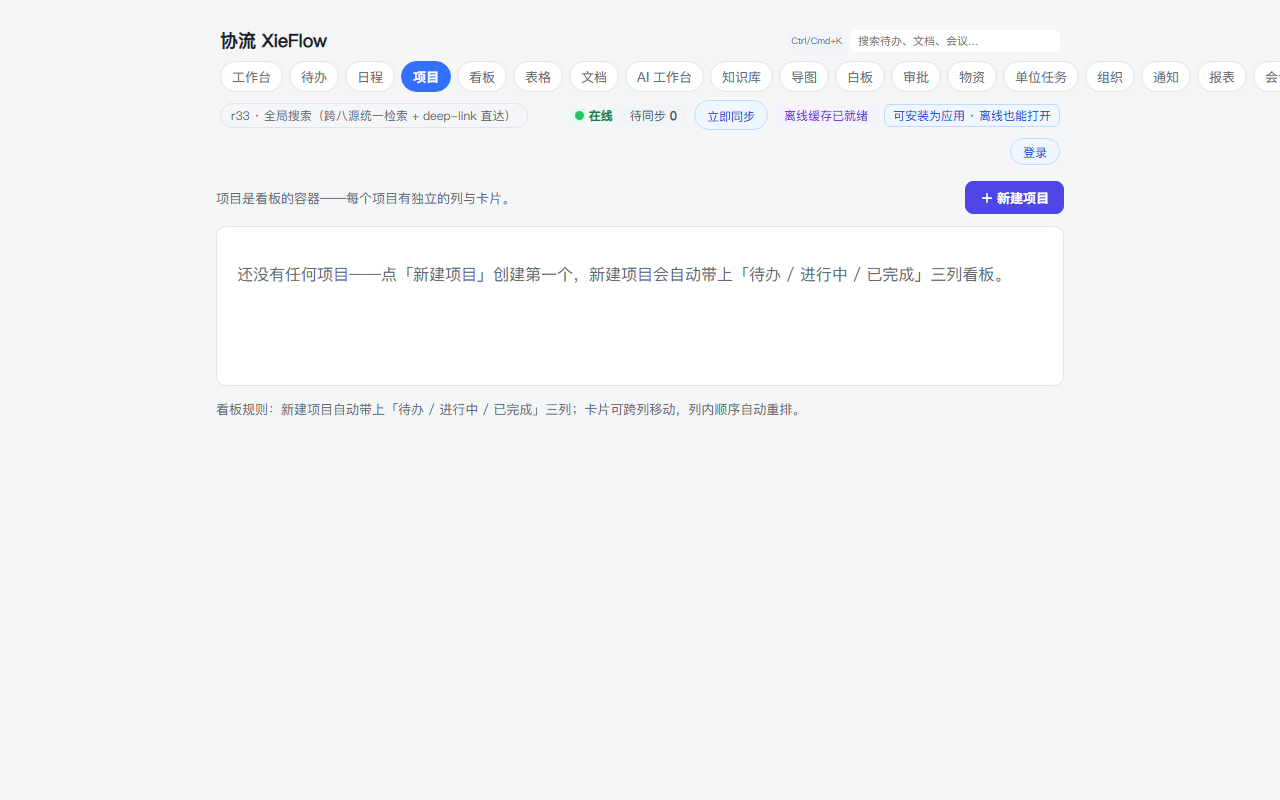 协流 XieFlow
Ctrl/Cmd+K 搜索待办、文档、会议...
工作台 待办 日程 项目 看板 表格 文档 AI 工作台 知识库 导图 白板 审批 物资 单位任务 组织 通知 报表 会
r33 · 全局搜索（跨八源统一检索 + deep-link 直达） 在线 待同步 0 立即同步 离线缓存已就绪 可安装为应用 · 离线也能打开
登录
项目是看板的容器——每个项目有独立的列与卡片。 ＋ 新建项目
还没有任何项目——点「新建项目」创建第一个，新建项目会自动带上「待办 / 进行中 / 已完成」三列看板。
看板规则：新建项目自动带上「待办 / 进行中 / 已完成」三列；卡片可跨列移动，列内顺序自动重排。